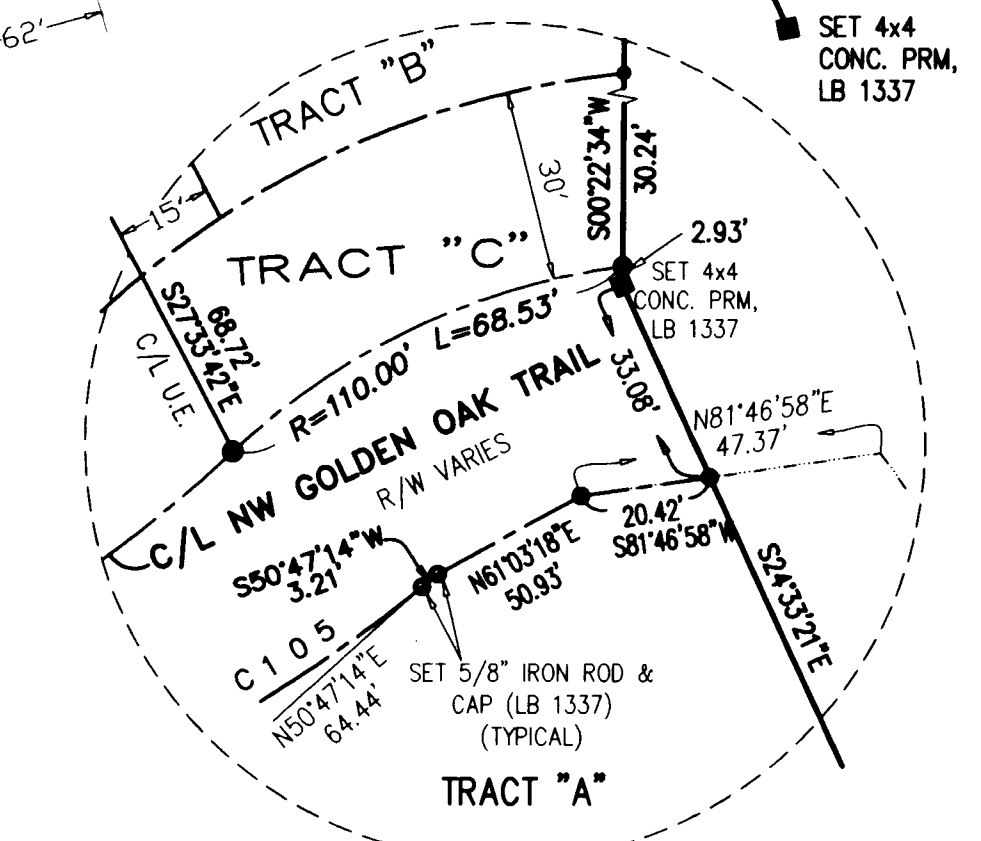 62'
SET 4x4
CONC. PRM,
LB 1337
TRACT "B"
S00°22'34"W
30.24'
30'
15'
2.93'
TRACT "C"
SET 4x4
CONC. PRM,
LB 1337
S27°33'42"E
68.72'
C/L U.E.
R=110.00' L=68.53'
33.08'
C/L NW GOLDEN OAK TRAIL
R/W VARIES
N81°46'58"E
47.37'
20.42'
S81°46'58"W
S50°47'14"W
3.21'
N61°03'18"E
50.93'
S24°33'21"E
C105
N50°47'14"E
64.44'
SET 5/8" IRON ROD &
CAP (LB 1337)
(TYPICAL)
TRACT "A"